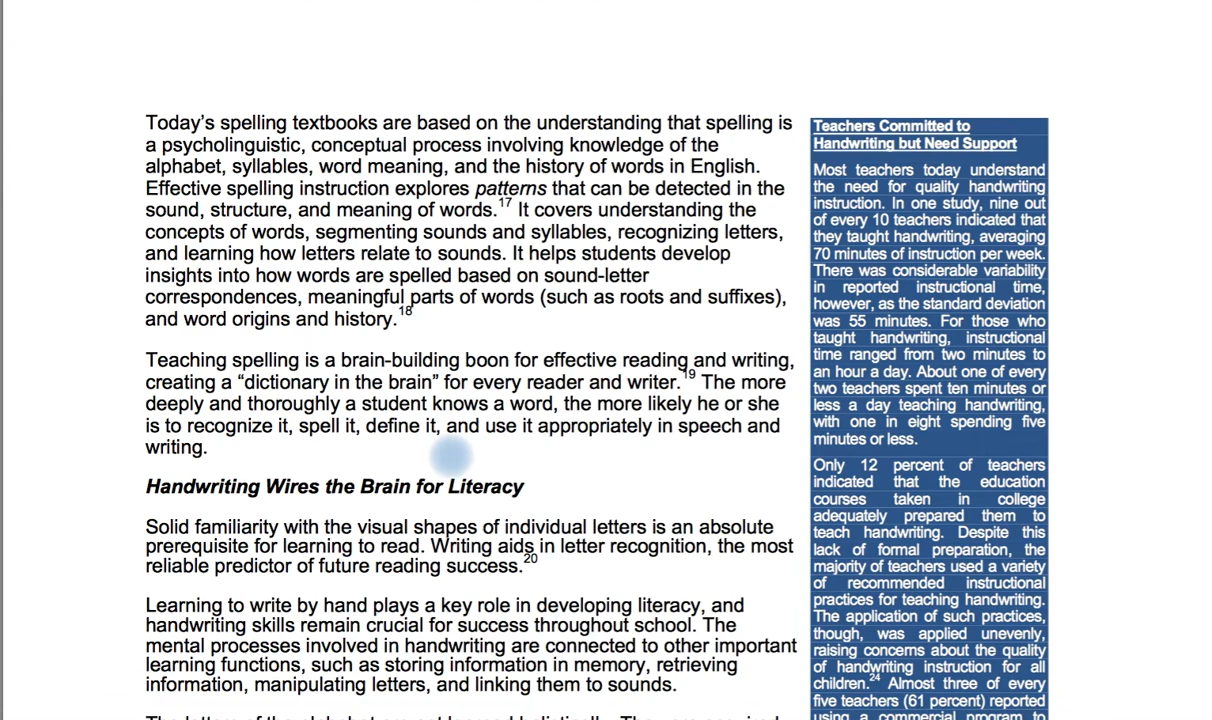 Today’s spelling textbooks are based on the understanding that spelling is
a psycholinguistic, conceptual process involving knowledge of the
alphabet, syllables, word meaning, and the history of words in English.
Effective spelling instruction explores patterns that can be detected in the
sound, structure, and meaning of words.17 It covers understanding the
concepts of words, segmenting sounds and syllables, recognizing letters,
and learning how letters relate to sounds. It helps students develop
insights into how words are spelled based on sound-letter
correspondences, meaningful parts of words (such as roots and suffixes),
and word origins and history.18
Teaching spelling is a brain-building boon for effective reading and writing,
creating a “dictionary in the brain” for every reader and writer.19 The more
deeply and thoroughly a student knows a word, the more likely he or she
is to recognize it, spell it, define it, and use it appropriately in speech and
writing.
Handwriting Wires the Brain for Literacy
Solid familiarity with the visual shapes of individual letters is an absolute
prerequisite for learning to read. Writing aids in letter recognition, the most
reliable predictor of future reading success.20
Learning to write by hand plays a key role in developing literacy, and
handwriting skills remain crucial for success throughout school. The
mental processes involved in handwriting are connected to other important
learning functions, such as storing information in memory, retrieving
information, manipulating letters, and linking them to sounds.
The letters of the alphabet are not learned holistically. They are acquired
Teachers Committed to
Handwriting but Need Support
Most teachers today understand
the need for quality handwriting
instruction. In one study, nine out
of every 10 teachers indicated that
they taught handwriting, averaging
70 minutes of instruction per week.
There was considerable variability
in reported instructional time,
however, as the standard deviation
was 55 minutes. For those who
taught handwriting, instructional
time ranged from two minutes to
an hour a day. About one of every
two teachers spent ten minutes or
less a day teaching handwriting,
with one in eight spending five
minutes or less.
Only 12 percent of teachers
indicated that the education
courses taken in college
adequately prepared them to
teach handwriting. Despite this
lack of formal preparation, the
majority of teachers used a variety
of recommended instructional
practices for teaching handwriting.
The application of such practices,
though, was applied unevenly,
raising concerns about the quality
of handwriting instruction for all
children.24 Almost three of every
five teachers (61 percent) reported
using a commercial program to